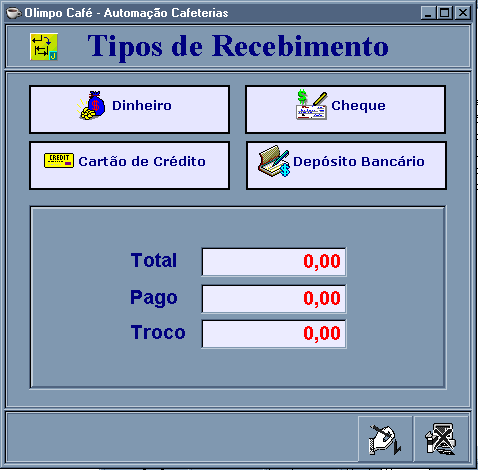 Olimpo Café - Automação Cafeterias
Tipos de Recebimento
Dinheiro
Cheque
CREDIT
Cartão de Crédito
Depósito Bancário
Total 0,00
Pago 0,00
Troco 0,00